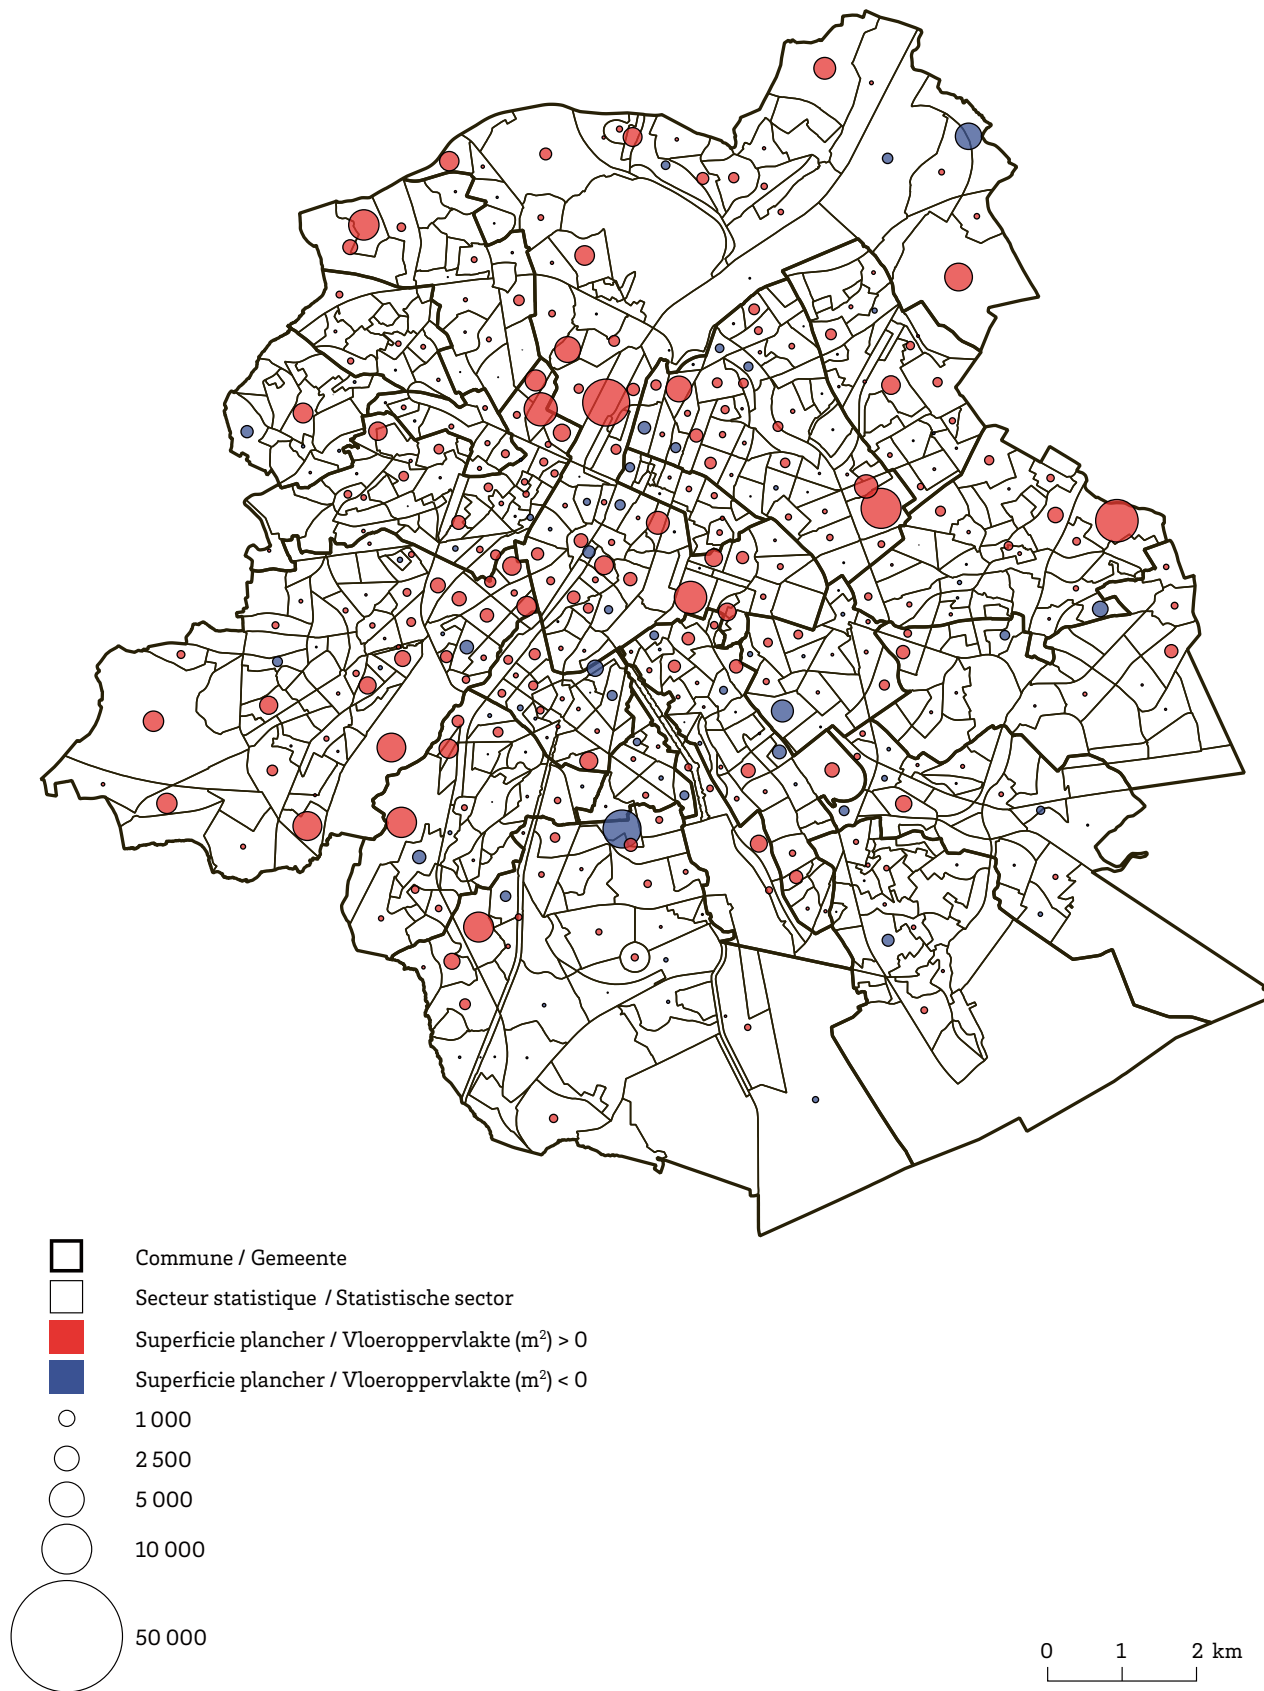 Commune / Gemeente
Secteur statistique / Statistische sector
Superficie plancher / Vloeroppervlakte (m²) > 0
Superficie plancher / Vloeroppervlakte (m²) < 0
1 000
2 500
5 000
10 000
50 000
0 1 2 km